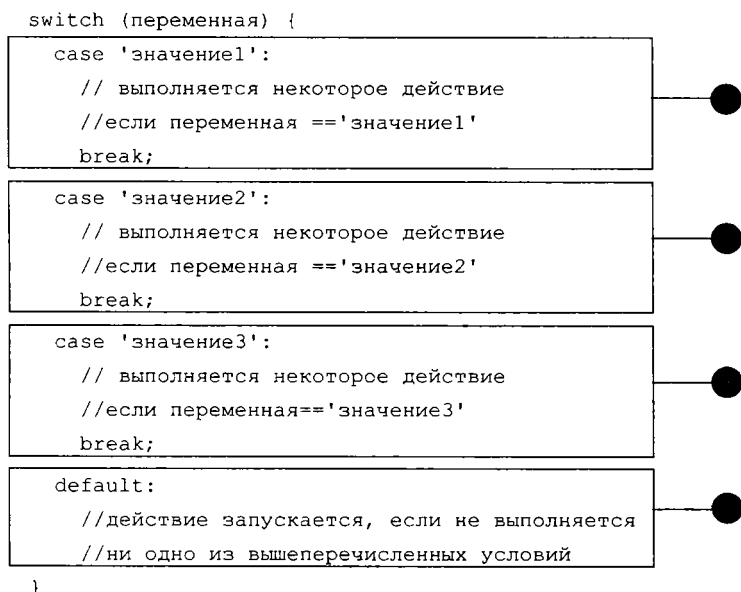 switch (переменная) {
case 'значение1':
// выполняется некоторое действие
//если переменная =='значение1'
break;
case 'значение2':
// выполняется некоторое действие
//если переменная =='значение2'
break;
case 'значение3':
// выполняется некоторое действие
//если переменная=='значение3'
break;
default:
//действие запускается, если не выполняется
//ни одно из вышеперечисленных условий
}